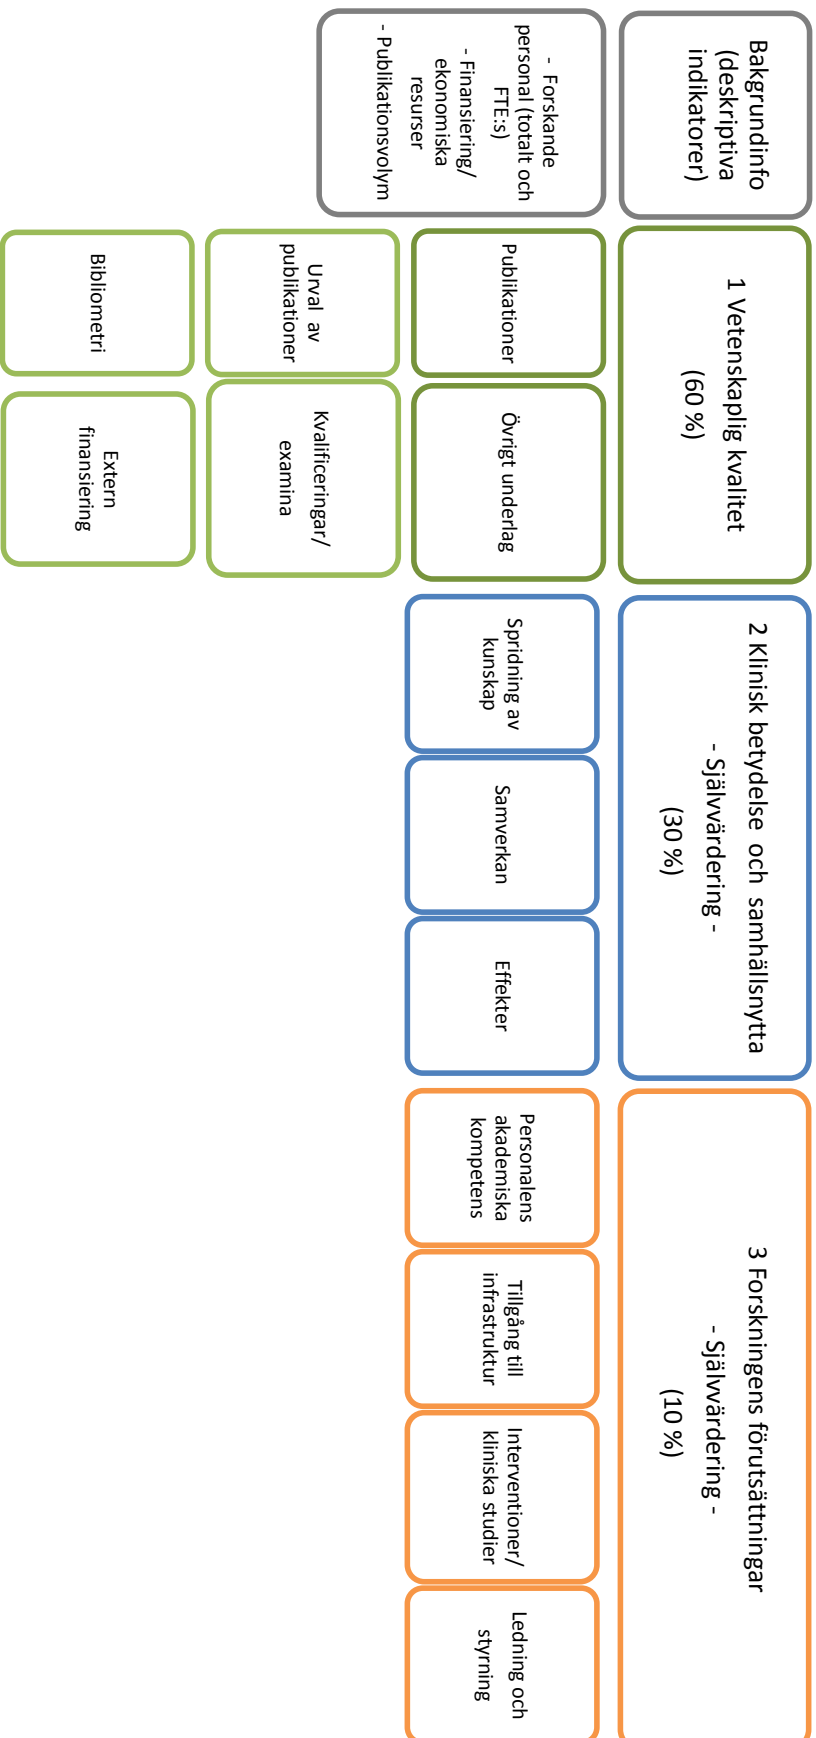 Bakgrundinfo
(deskriptiva
indikatorer)
1 Vetenskaplig kvalitet
(60 %)
2 Klinisk betydelse och samhällsnytta
- Självvärdering -
(30 %)
3 Forskningens förutsättningar
- Självvärdering -
(10 %)
- Forskande
personal (totalt och
FTE:s)
- Finansiering/
ekonomiska
resurser
- Publikationsvolym
Publikationer
Övrigt underlag
Spridning av
kunskap
Samverkan
Effekter
Personalens
akademiska
kompetens
Tillgång till
infrastruktur
Interventioner/
kliniska studier
Ledning och
styrning
Urval av
publikationer
Kvalificeringar/
examina
Bibliometri
Extern
finansiering